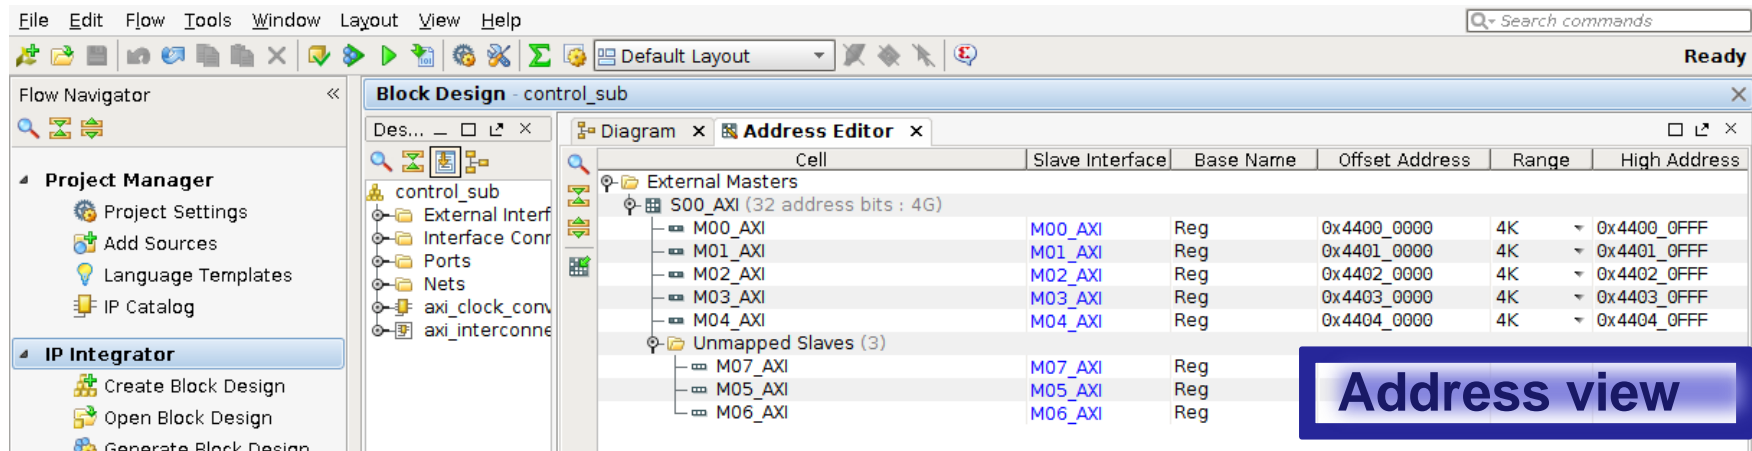 File Edit Flow Tools Window Layout View Help Search commands
Default Layout Ready
Flow Navigator
Block Design - control_sub
Des...
Diagram Address Editor
Cell Slave Interface Base Name Offset Address Range High Address
Project Manager
Project Settings
Add Sources
Language Templates
IP Catalog
IP Integrator
Create Block Design
Open Block Design
Generate Block Design
control_sub
External Interf
Interface Conr
Ports
Nets
axi_clock_conv
axi_interconne
External Masters
S00_AXI (32 address bits : 4G)
M00_AXI M00_AXI Reg 0x4400_0000 4K 0x4400_0FFF
M01_AXI M01_AXI Reg 0x4401_0000 4K 0x4401_0FFF
M02_AXI M02_AXI Reg 0x4402_0000 4K 0x4402_0FFF
M03_AXI M03_AXI Reg 0x4403_0000 4K 0x4403_0FFF
M04_AXI M04_AXI Reg 0x4404_0000 4K 0x4404_0FFF
Unmapped Slaves (3)
M07_AXI M07_AXI Reg
M05_AXI M05_AXI Reg
M06_AXI M06_AXI Reg
Address view